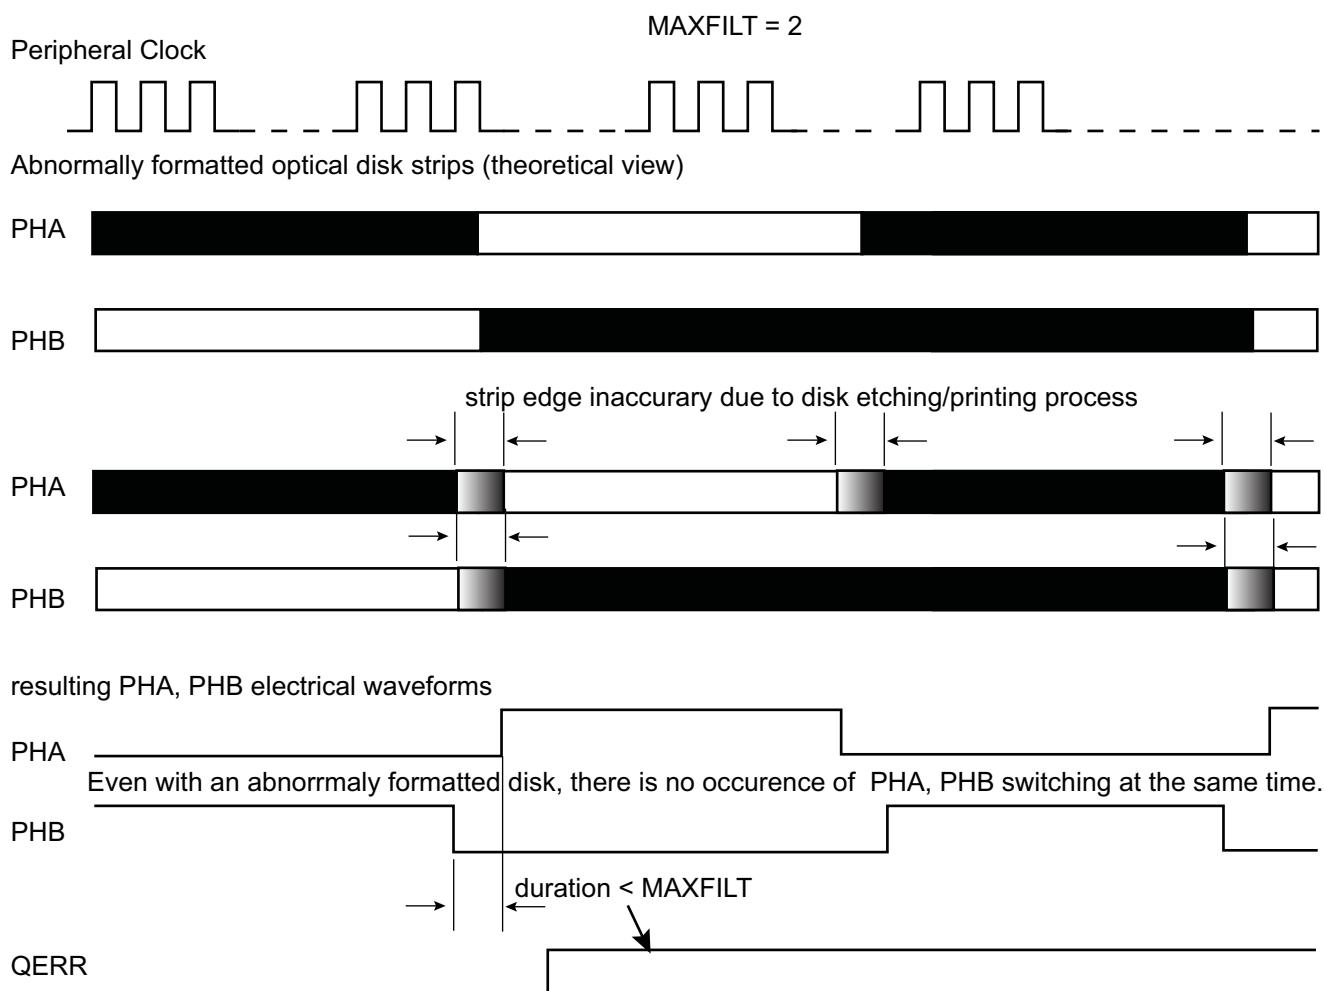 MAXFILT = 2
Peripheral Clock
Abnormally formatted optical disk strips (theoretical view)
PHA
PHB
strip edge inaccurary due to disk etching/printing process
PHA
PHB
resulting PHA, PHB electrical waveforms
PHA
Even with an abnorrmaly formatted disk, there is no occurence of PHA, PHB switching at the same time.
PHB
duration < MAXFILT
QERR